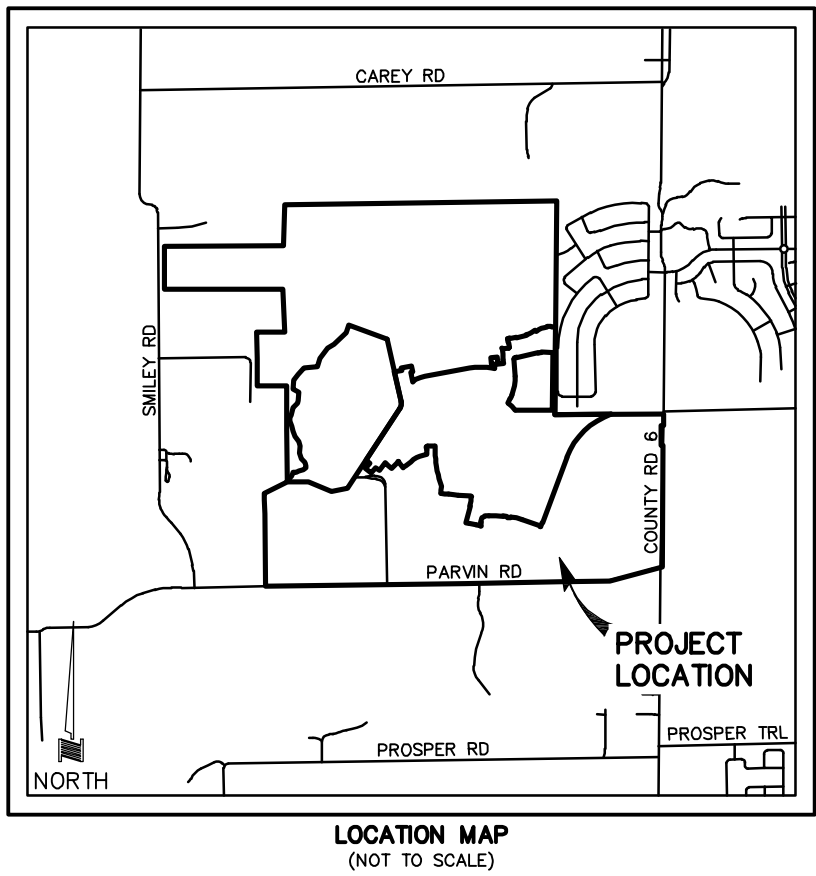 CAREY RD
SMILEY RD
COUNTY RD 6
PARVIN RD
PROJECT
LOCATION
PROSPER TRL
PROSPER RD
NORTH
LOCATION MAP
(NOT TO SCALE)